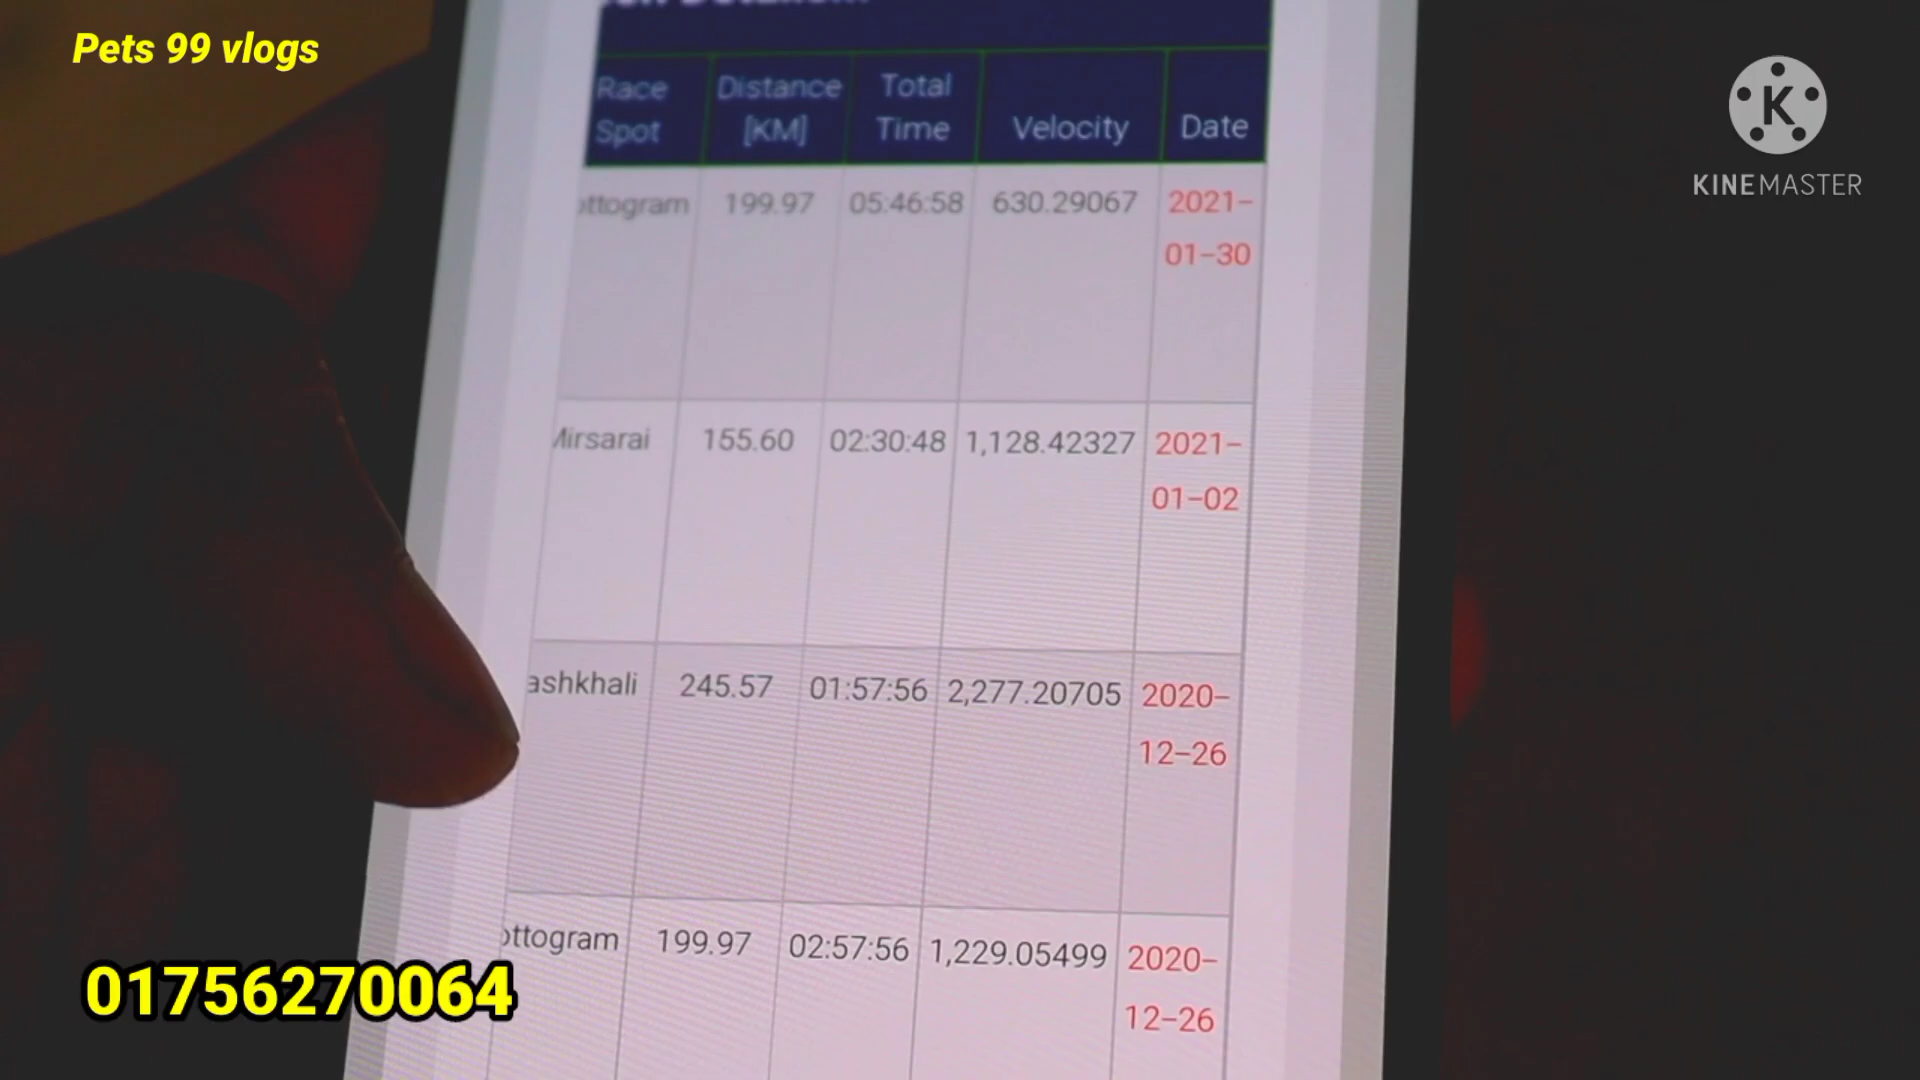 Pets 99 vlogs
KINEMASTER
Race Spot Distance [KM] Total Time Velocity Date
ottogram 199.97 05:46:58 630.29067 2021-01-30
Mirsarai 155.60 02:30:48 1,128.42327 2021-01-02
ashkhali 245.57 01:57:56 2,277.20705 2020-12-26
ottogram 199.97 02:57:56 1,229.05499 2020-12-26
01756270064